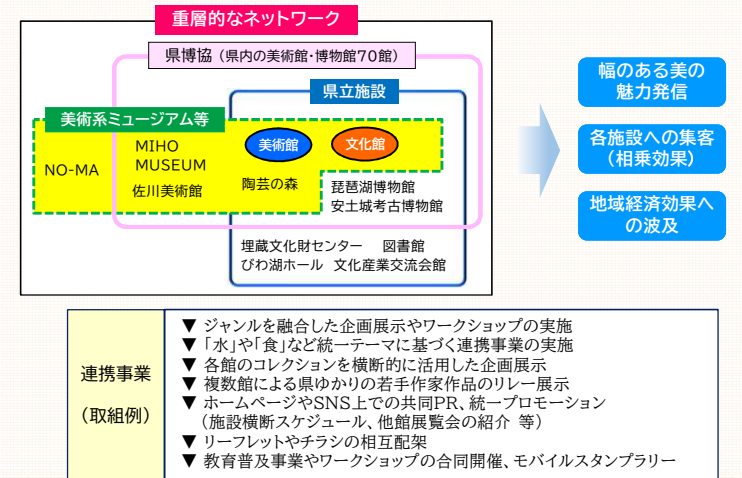 重層的なネットワーク
県博協（県内の美術館・博物館70館）
県立施設
美術系ミュージアム等
NO-MA
MIHO
MUSEUM
佐川美術館
美術館
文化館
陶芸の森
琵琶湖博物館
安土城考古博物館
埋蔵文化財センター　図書館
びわ湖ホール　文化産業交流会館
幅のある美の
魅力発信
各施設への集客
（相乗効果）
地域経済効果へ
の波及
連携事業
（取組例）
▼ ジャンルを融合した企画展示やワークショップの実施
▼ 「水」や「食」など統一テーマに基づく連携事業の実施
▼ 各館のコレクションを横断的に活用した企画展示
▼ 複数館による県ゆかりの若手作家作品のリレー展示
▼ ホームページやSNS上での共同PR、統一プロモーション
（施設横断スケジュール、他館展覧会の紹介 等）
▼ リーフレットやチラシの相互配架
▼ 教育普及事業やワークショップの合同開催、モバイルスタンプラリー